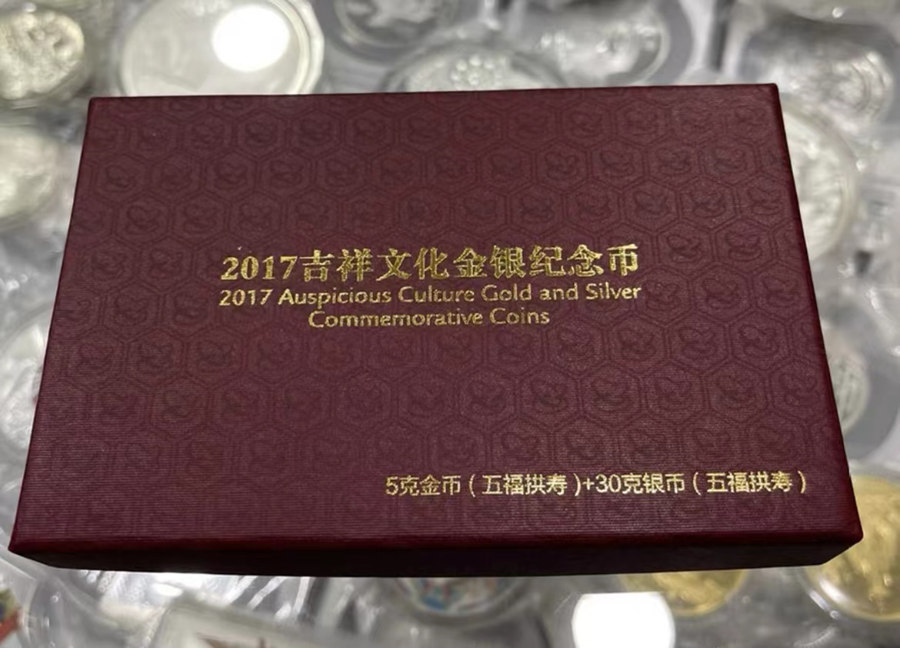 2017吉祥文化金银纪念币
2017 Auspicious Culture Gold and Silver
Commemorative Coins
5克金币（五福拱寿）+30克银币（五福拱寿）